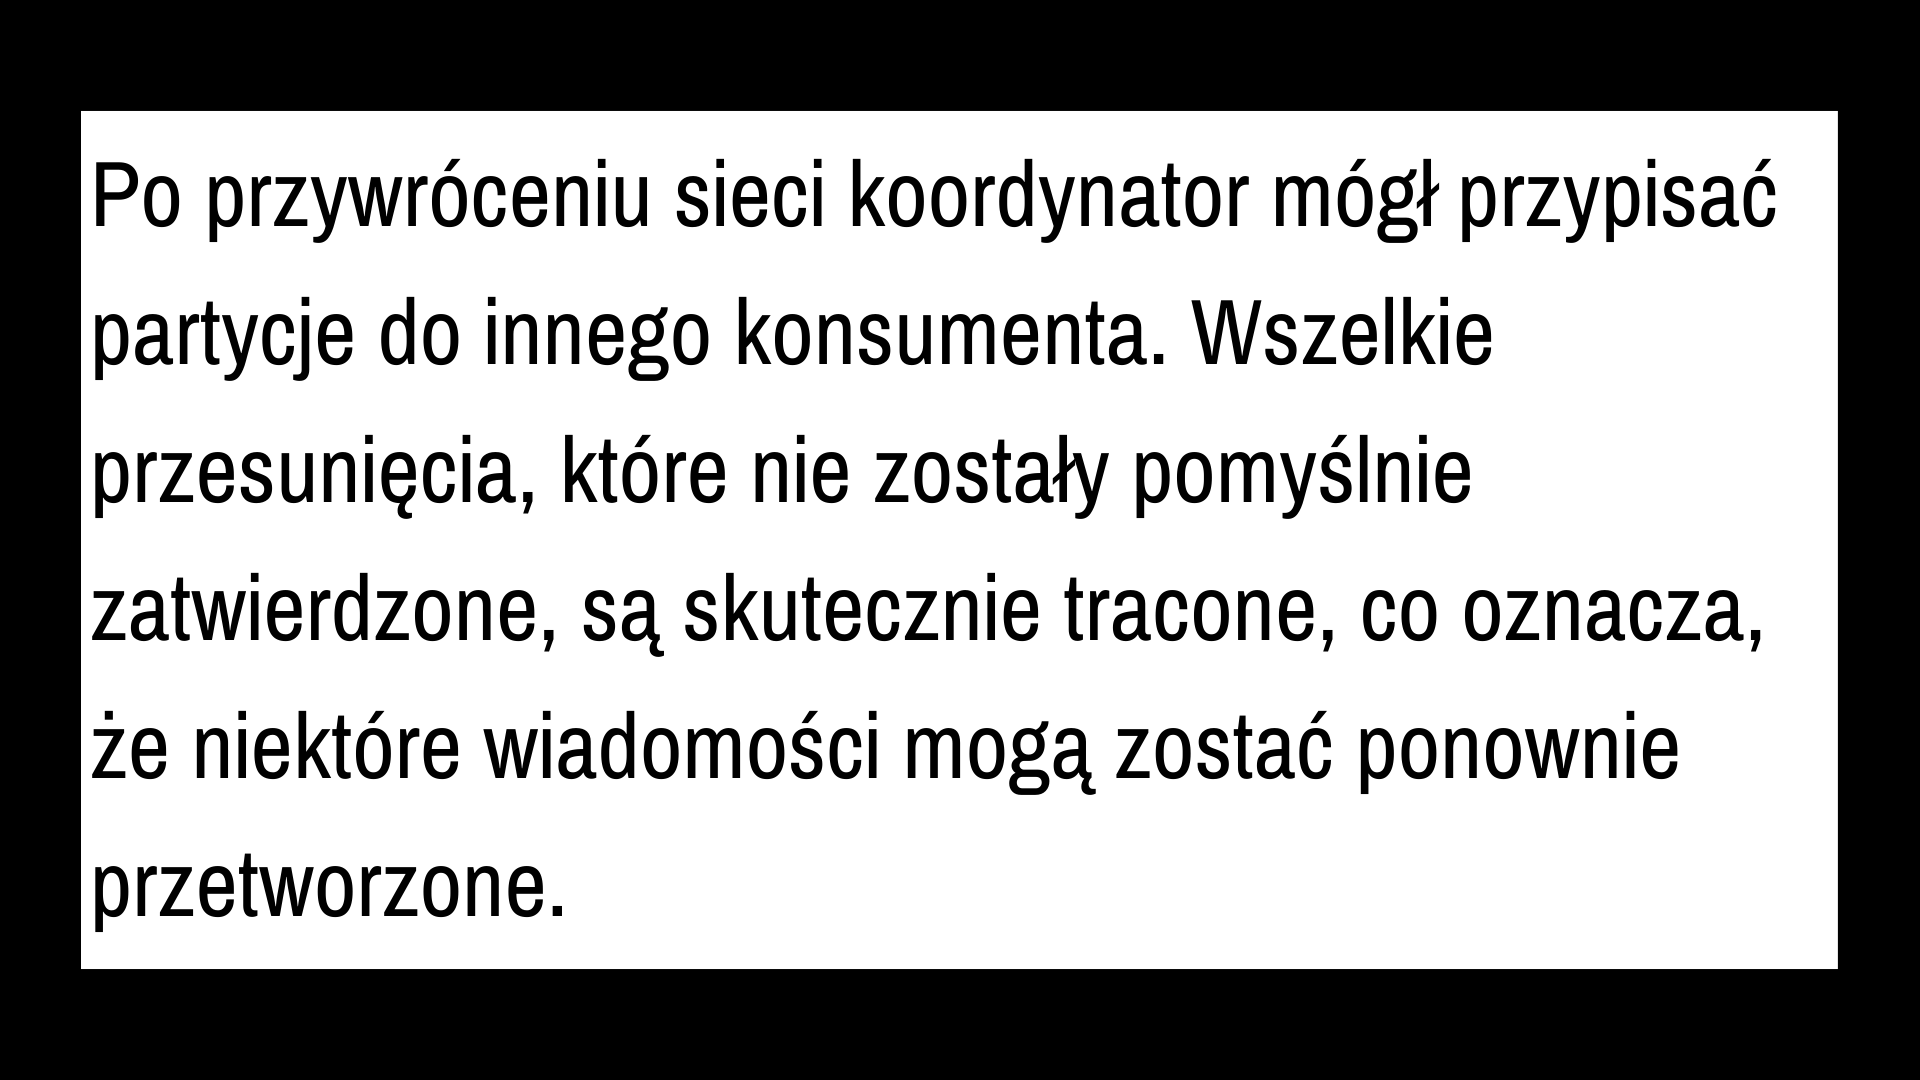 Po przywróceniu sieci koordynator mógł przypisać
partycje do innego konsumenta. Wszelkie
przesunięcia, które nie zostały pomyślnie
zatwierdzone, są skutecznie tracone, co oznacza,
że niektóre wiadomości mogą zostać ponownie
przetworzone.